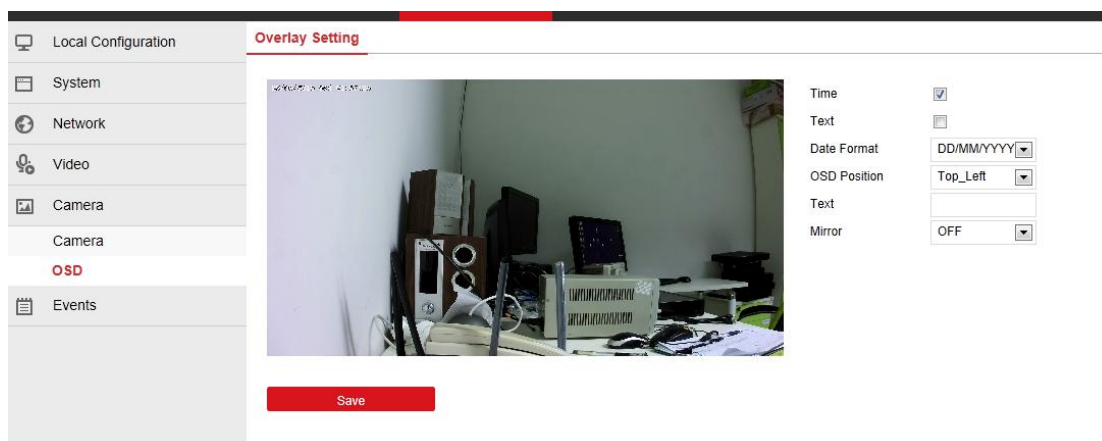 Local Configuration
System
Network
Video
Camera
Camera
OSD
Events
Overlay Setting
Time
Text
Date Format DD/MM/YYYY
OSD Position Top_Left
Text
Mirror OFF
Save